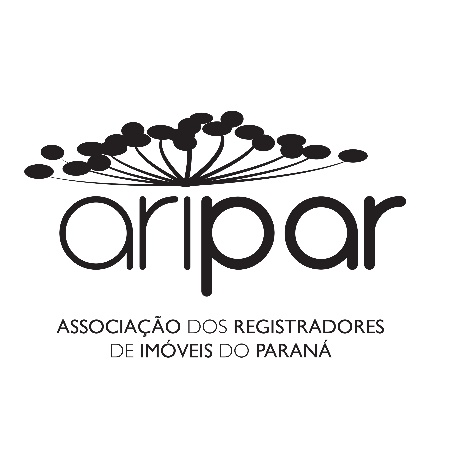 aripar
ASSOCIAÇÃO DOS REGISTRADORES
DE IMÓVEIS DO PARANÁ